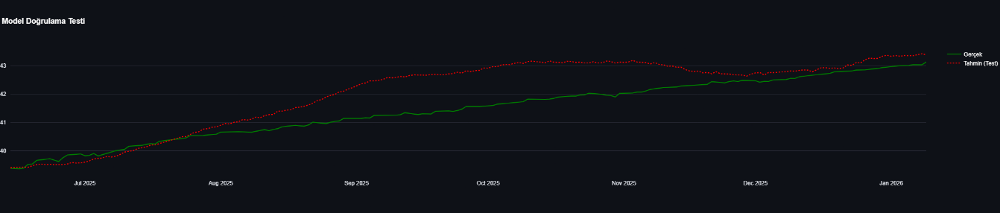 Model Doğrulama Testi
Gerçek
Tahmin (Test)
43
42
41
40
Jul 2025
Aug 2025
Sep 2025
Oct 2025
Nov 2025
Dec 2025
Jan 2026